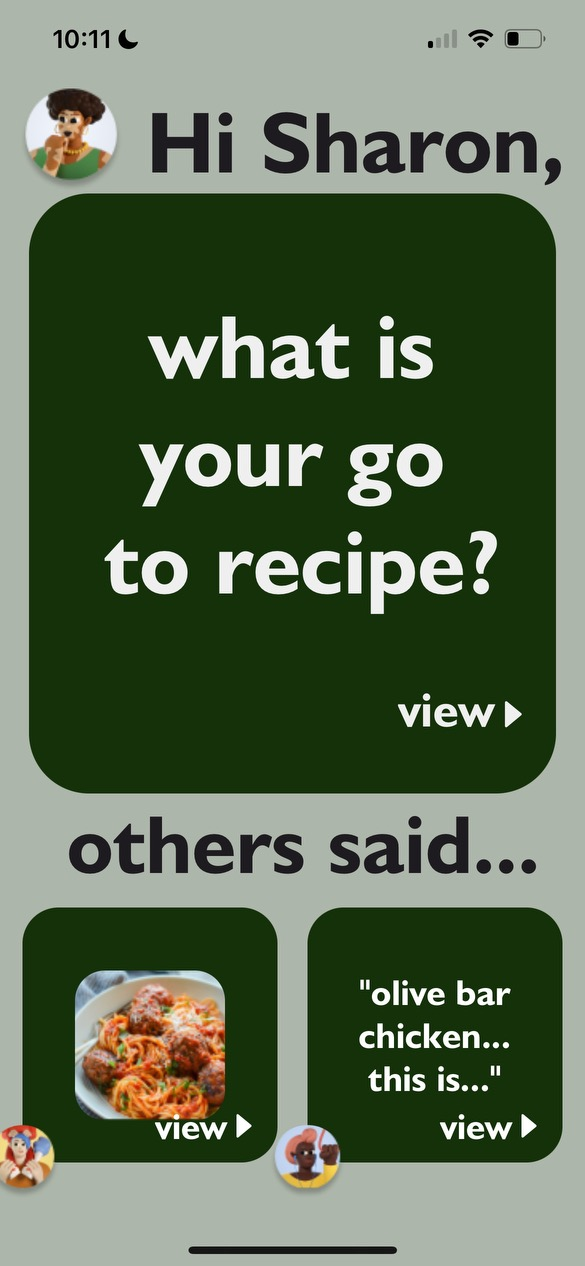 10:11
Hi Sharon,
what is
your go
to recipe?
view
others said...
view
"olive bar
chicken...
this is..."
view